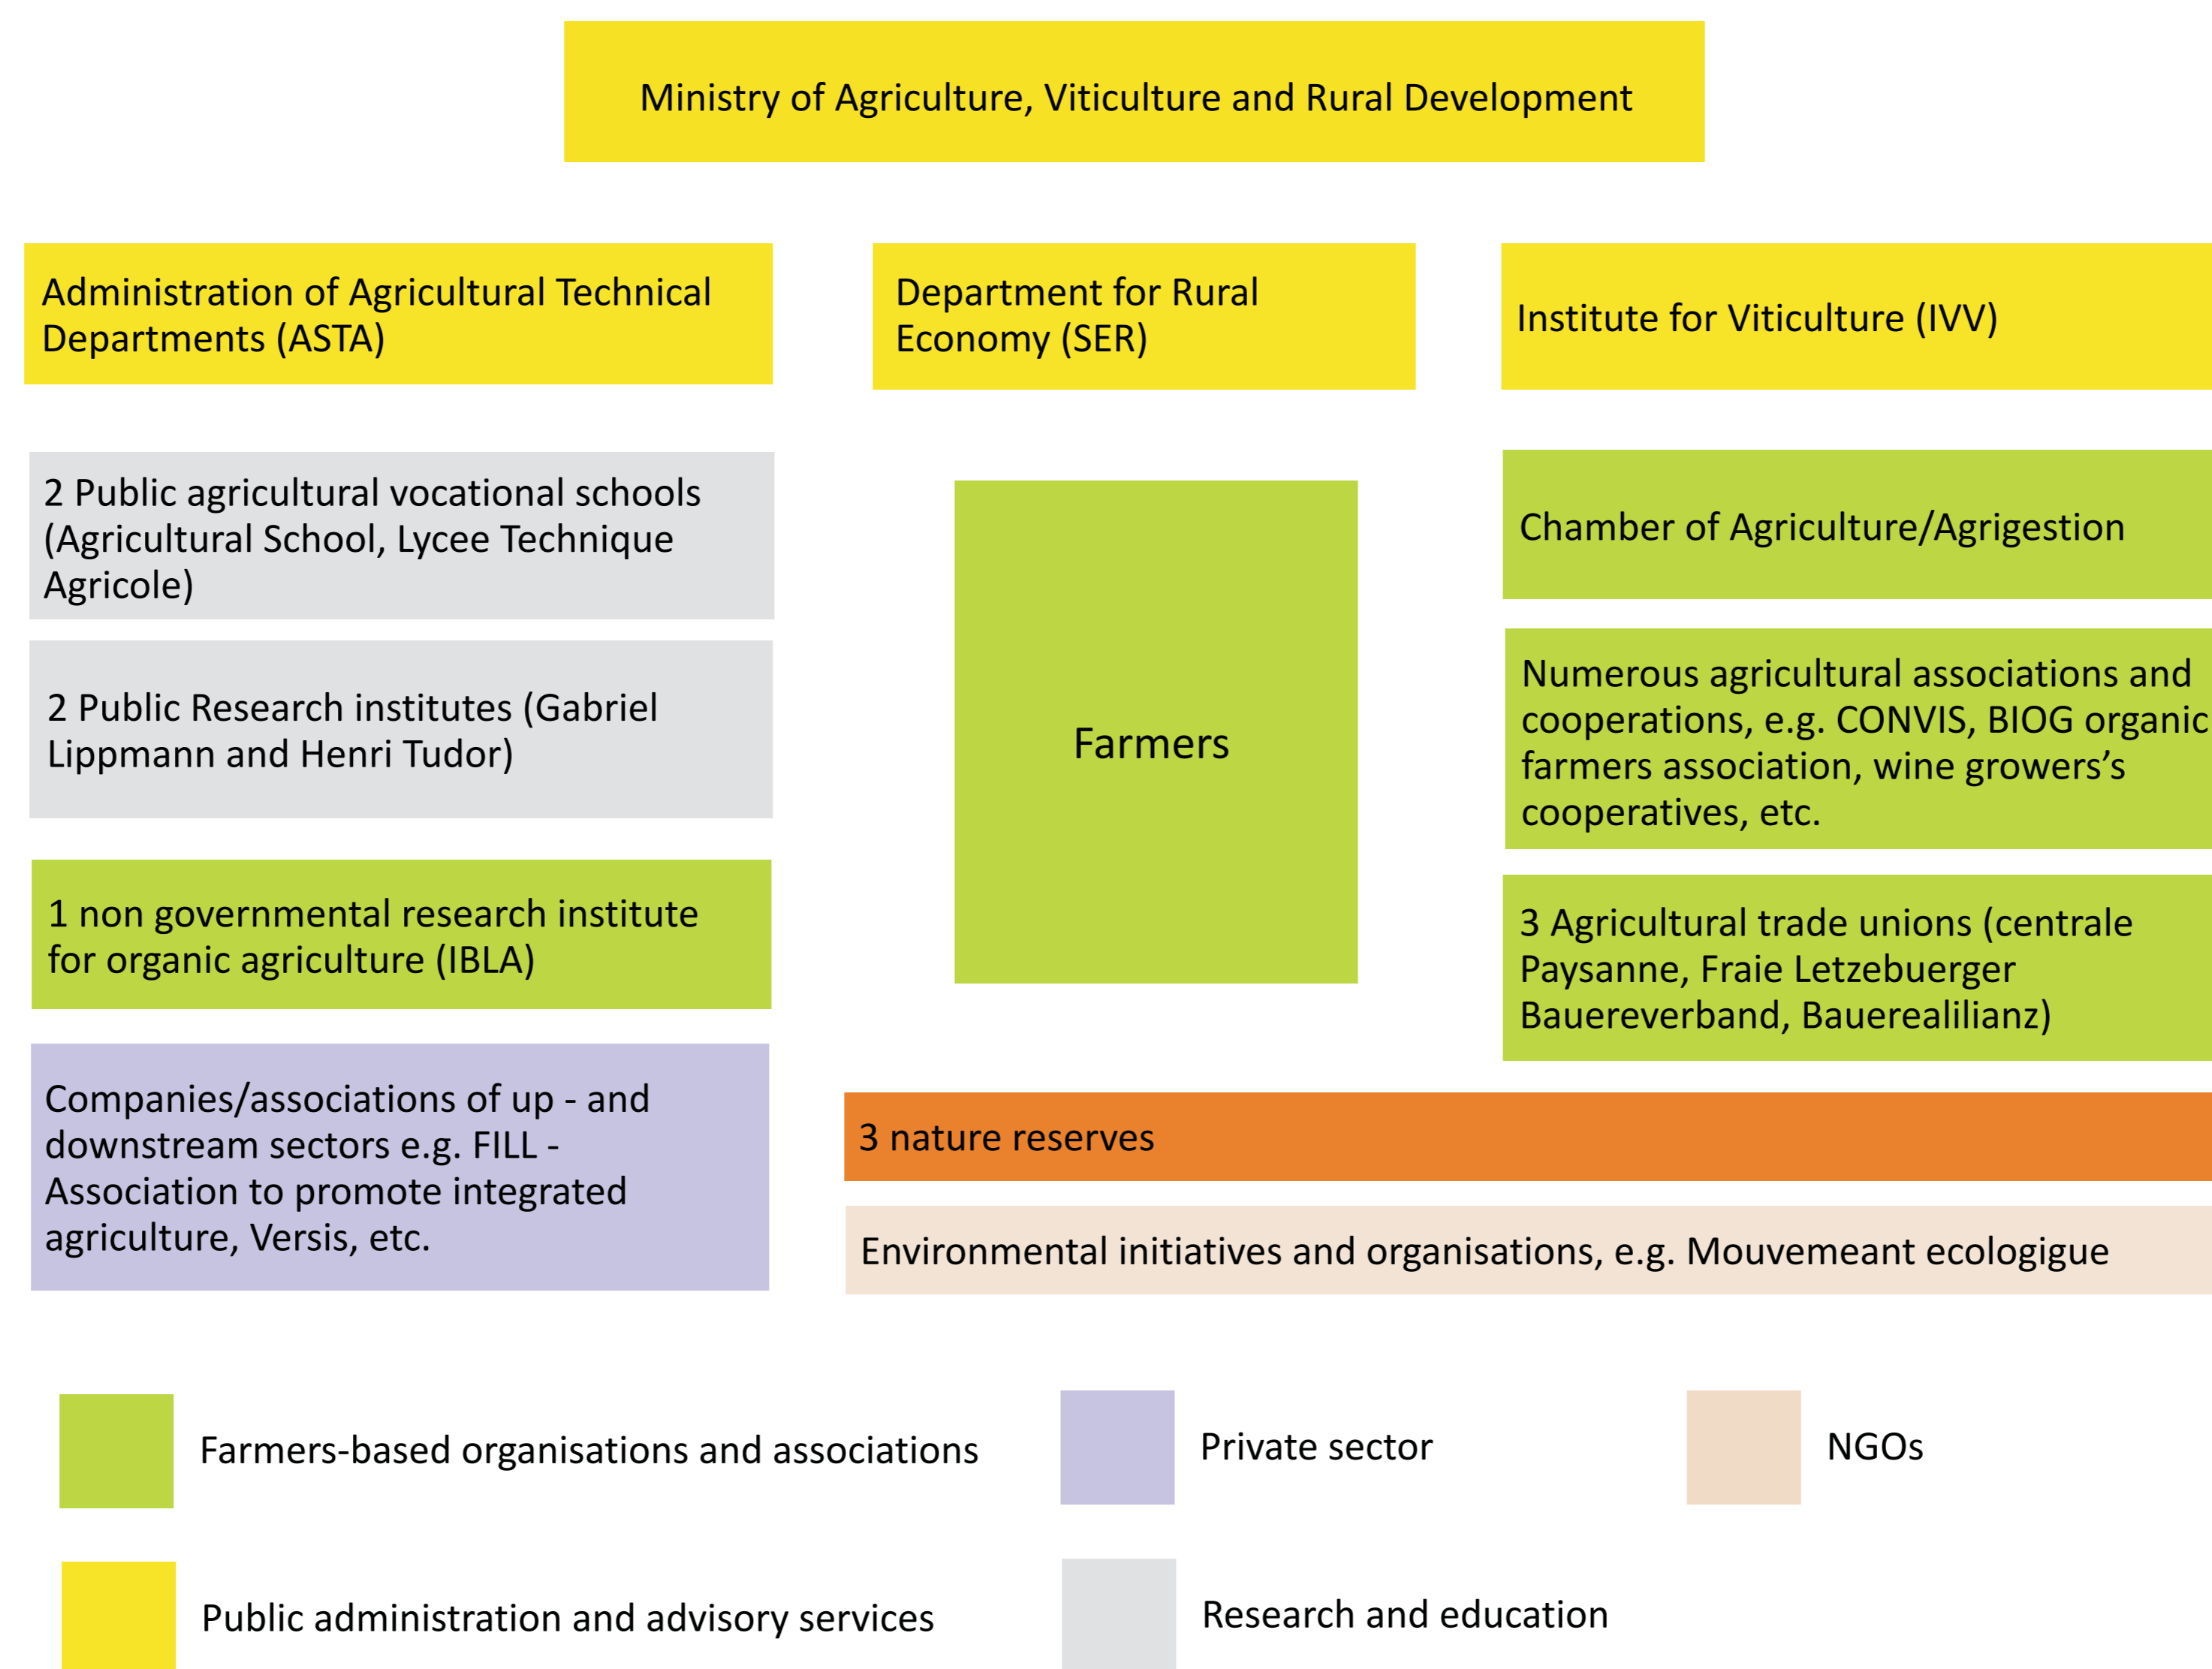 Ministry of Agriculture, Viticulture and Rural Development
Administration of Agricultural Technical
Departments (ASTA)
Department for Rural
Economy (SER)
Institute for Viticulture (IVV)
2 Public agricultural vocational schools
(Agricultural School, Lycee Technique
Agricole)
2 Public Research institutes (Gabriel
Lippmann and Henri Tudor)
1 non governmental research institute
for organic agriculture (IBLA)
Companies/associations of up - and
downstream sectors e.g. FILL -
Association to promote integrated
agriculture, Versis, etc.
Farmers
Chamber of Agriculture/Agrigestion
Numerous agricultural associations and
cooperations, e.g. CONVIS, BIOG organic
farmers association, wine growers’s
cooperatives, etc.
3 Agricultural trade unions (centrale
Paysanne, Fraie Letzebuerger
Bauereverband, Bauerealilianz)
3 nature reserves
Environmental initiatives and organisations, e.g. Mouvemeant ecologigue
Farmers-based organisations and associations
Private sector
NGOs
Public administration and advisory services
Research and education